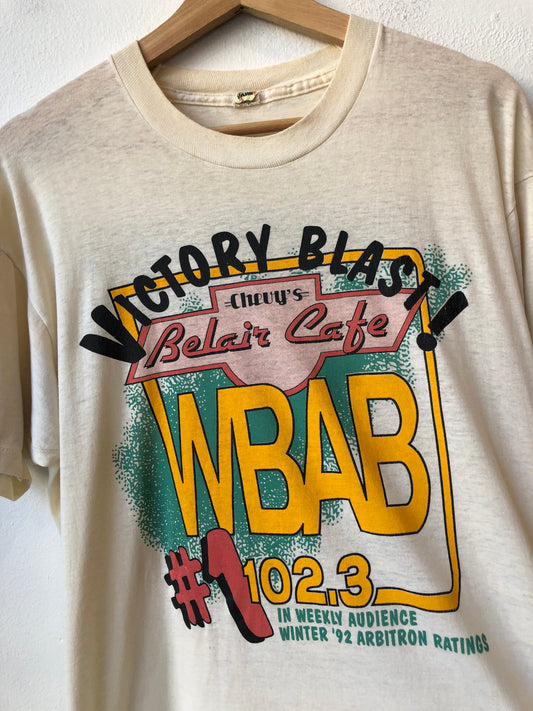 VICTORY BLAST!
Chevy's
Belair Cafe
WBAB
#1 102.3
IN WEEKLY AUDIENCE
WINTER '92 ARBITRON RATINGS